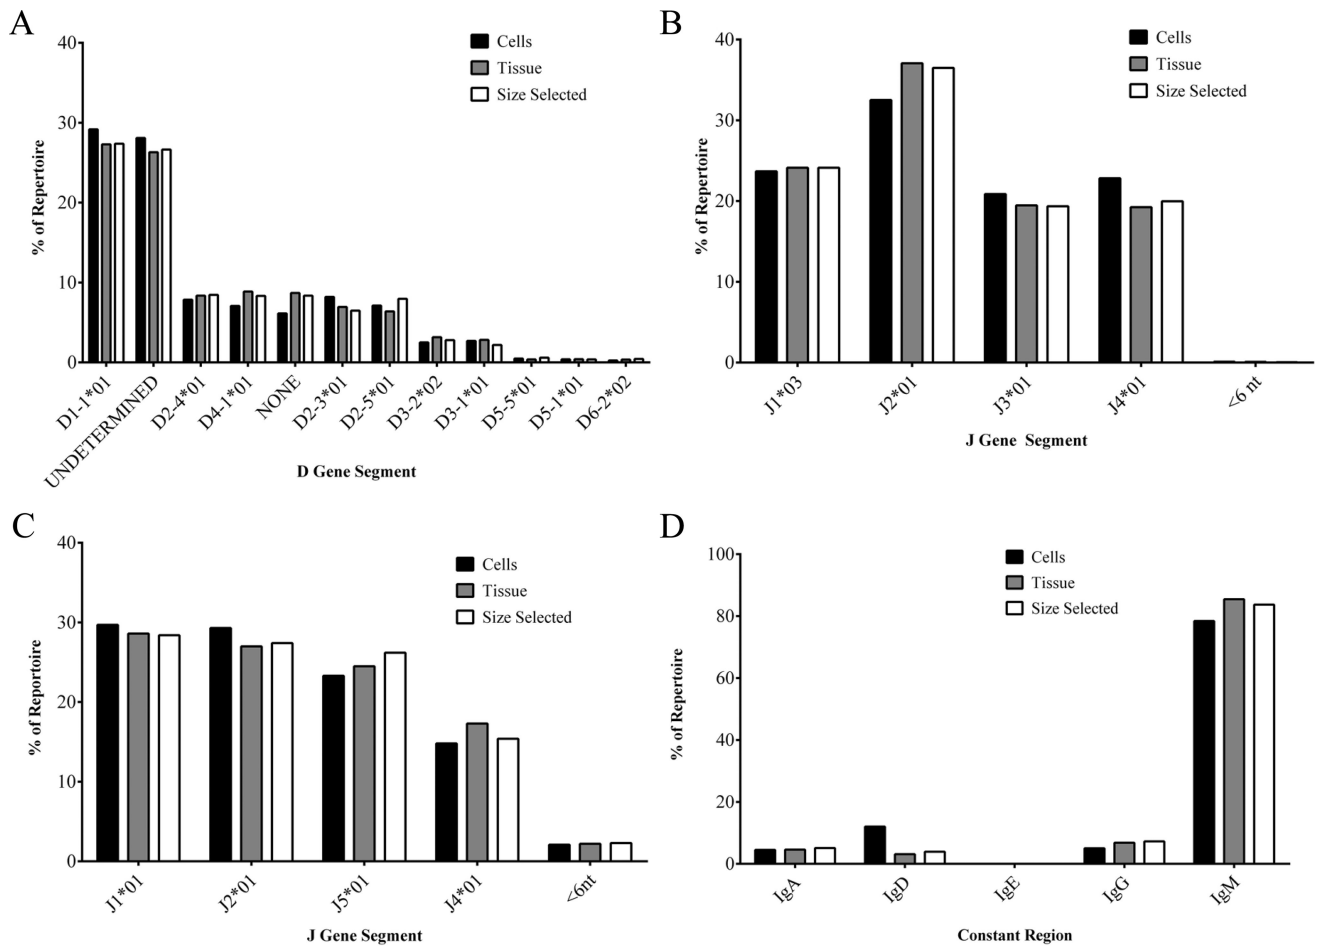 A
40
30
20
10
0
% of Repertoire
Cells
Tissue
Size Selected
D1-1*01
UNDETERMINED
D2-4*01
D4-1*01
NONE
D2-3*01
D2-5*01
D3-2*02
D3-1*01
D5-5*01
D5-1*01
D6-2*02
D Gene Segment
B
40
30
20
10
0
% of Repertoire
Cells
Tissue
Size Selected
J1*03
J2*01
J3*01
J4*01
<6 nt
J Gene Segment
C
40
30
20
10
0
% of Reportoire
Cells
Tissue
Size Selected
J1*01
J2*01
J5*01
J4*01
<6nt
J Gene Segment
D
100
80
60
40
20
0
% of Repertoire
Cells
Tissue
Size Selected
IgA
IgD
IgE
IgG
IgM
Constant Region